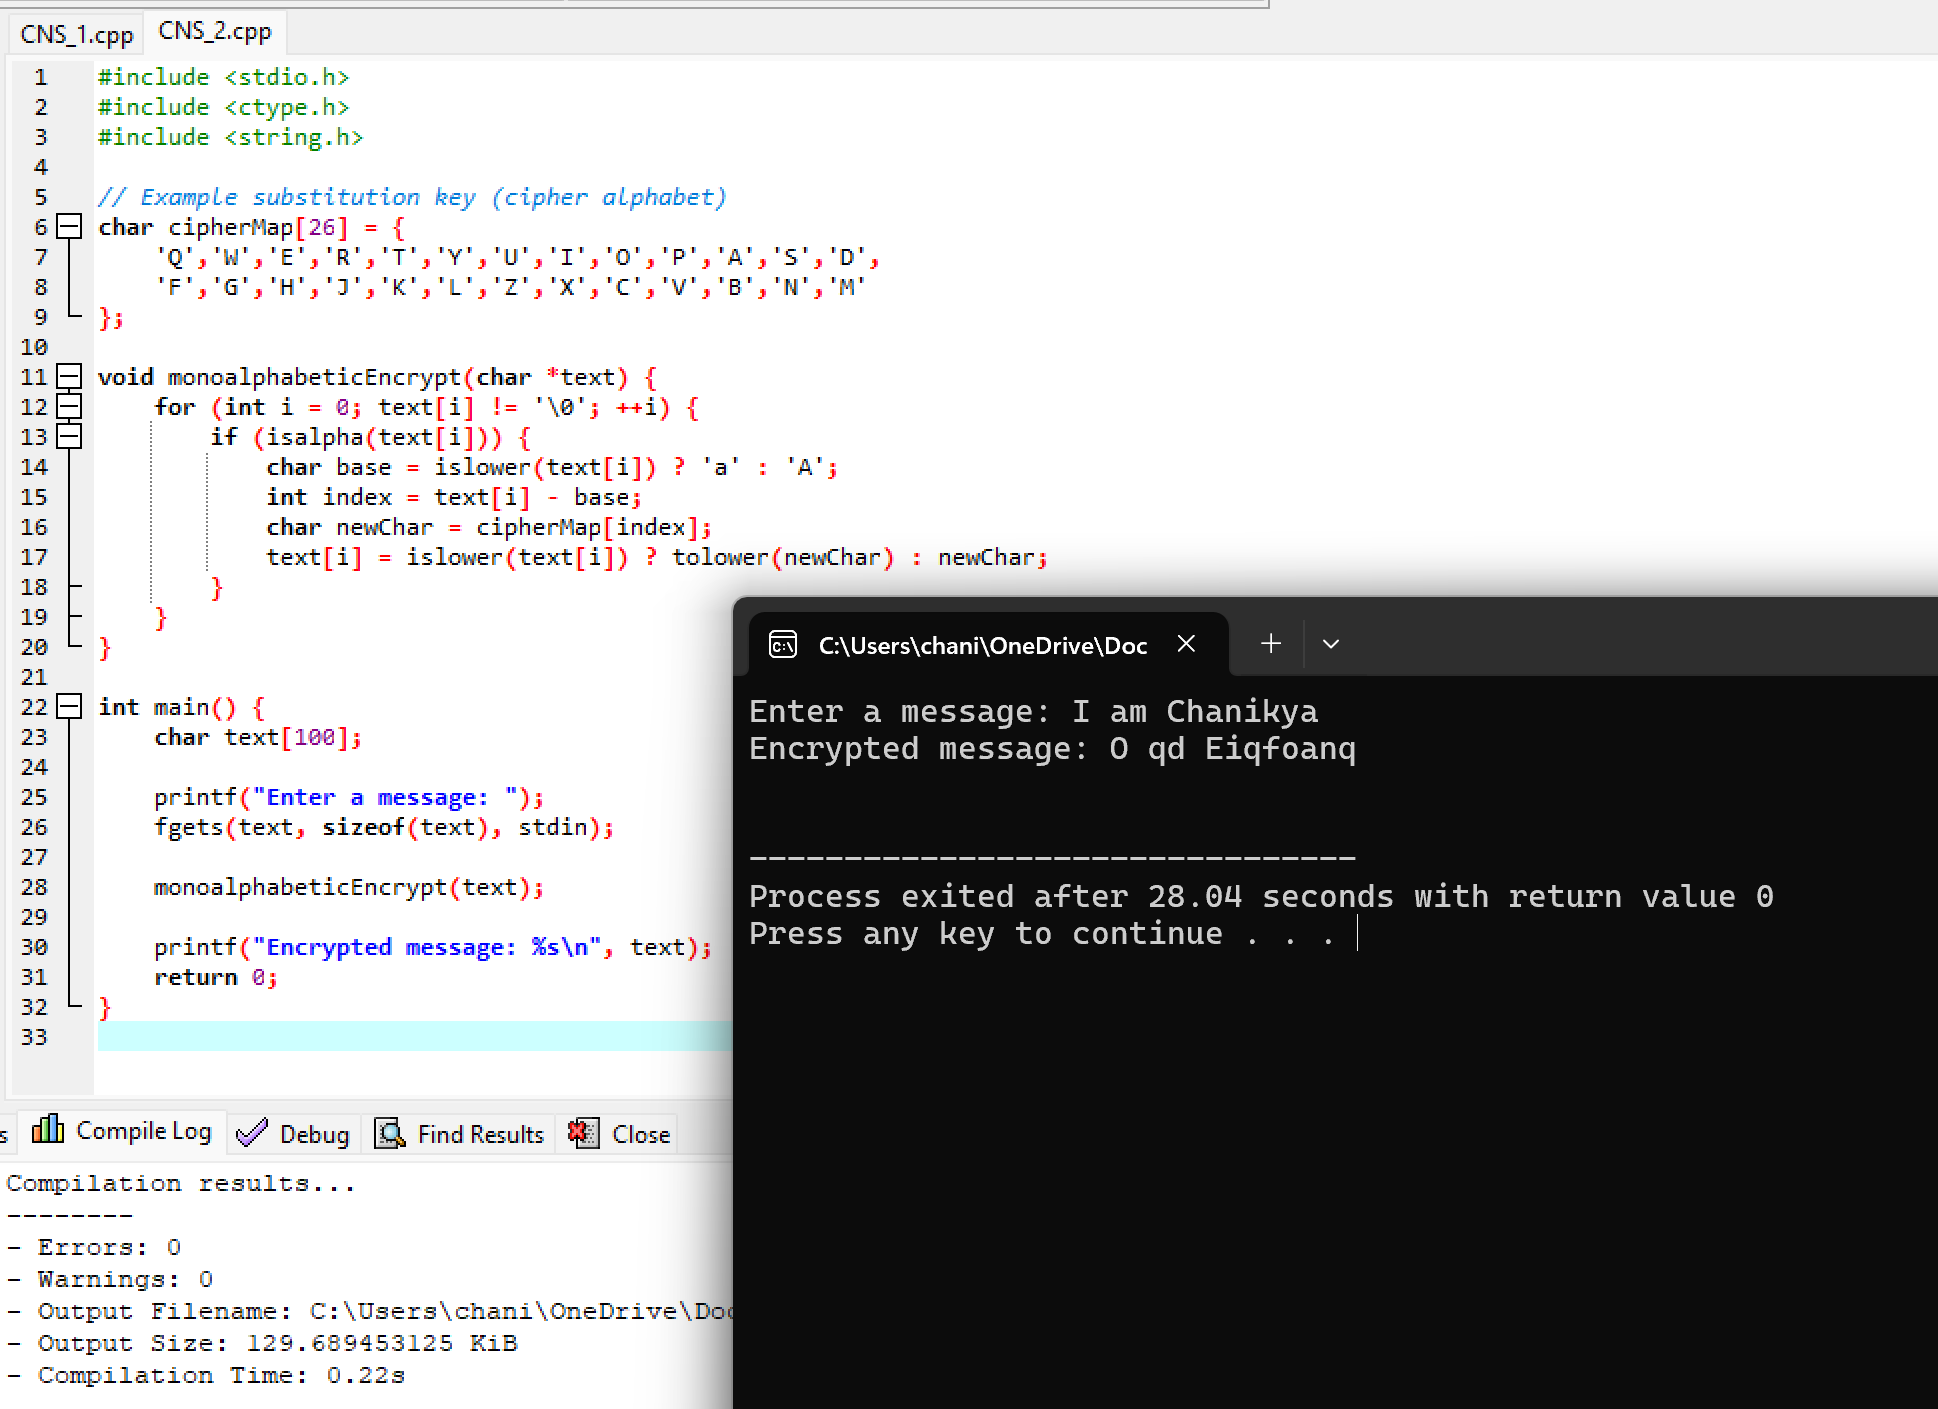 CNS_1.cpp CNS_2.cpp
1 #include <stdio.h>
2 #include <ctype.h>
3 #include <string.h>
4
5 // Example substitution key (cipher alphabet)
6 char cipherMap[26] = {
7     'Q','W','E','R','T','Y','U','I','O','P','A','S','D',
8     'F','G','H','J','K','L','Z','X','C','V','B','N','M'
9 };
10
11 void monoalphabeticEncrypt(char *text) {
12     for (int i = 0; text[i] != '\0'; ++i) {
13         if (isalpha(text[i])) {
14             char base = islower(text[i]) ? 'a' : 'A';
15             int index = text[i] - base;
16             char newChar = cipherMap[index];
17             text[i] = islower(text[i]) ? tolower(newChar) : newChar;
18         }
19     }
20 }
21
22 int main() {
23     char text[100];
24
25     printf("Enter a message: ");
26     fgets(text, sizeof(text), stdin);
27
28     monoalphabeticEncrypt(text);
29
30     printf("Encrypted message: %s\n", text);
31     return 0;
32 }
33
C:\Users\chani\OneDrive\Doc
Enter a message: I am Chanikya
Encrypted message: O qd Eiqfoanq
--------------------------------
Process exited after 28.04 seconds with return value 0
Press any key to continue . . .
s Compile Log Debug Find Results Close
Compilation results...
--------
- Errors: 0
- Warnings: 0
- Output Filename: C:\Users\chani\OneDrive\Doc
- Output Size: 129.689453125 KiB
- Compilation Time: 0.22s